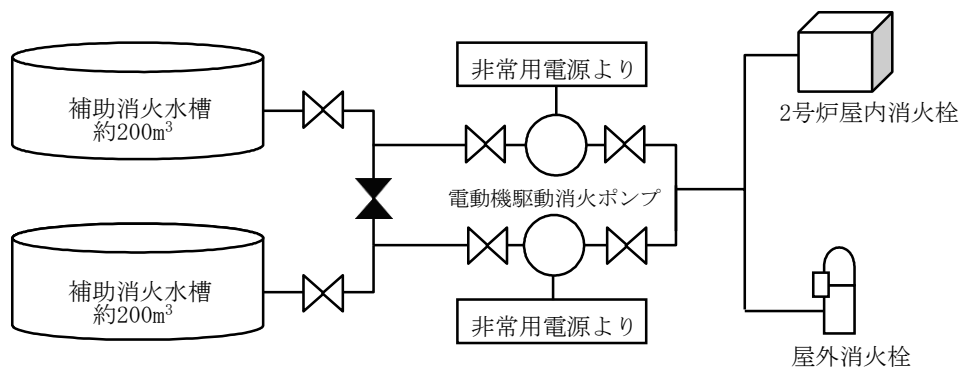 非常用電源より
補助消火水槽
約200m³
2号炉屋内消火栓
電動機駆動消火ポンプ
補助消火水槽
約200m³
非常用電源より
屋外消火栓